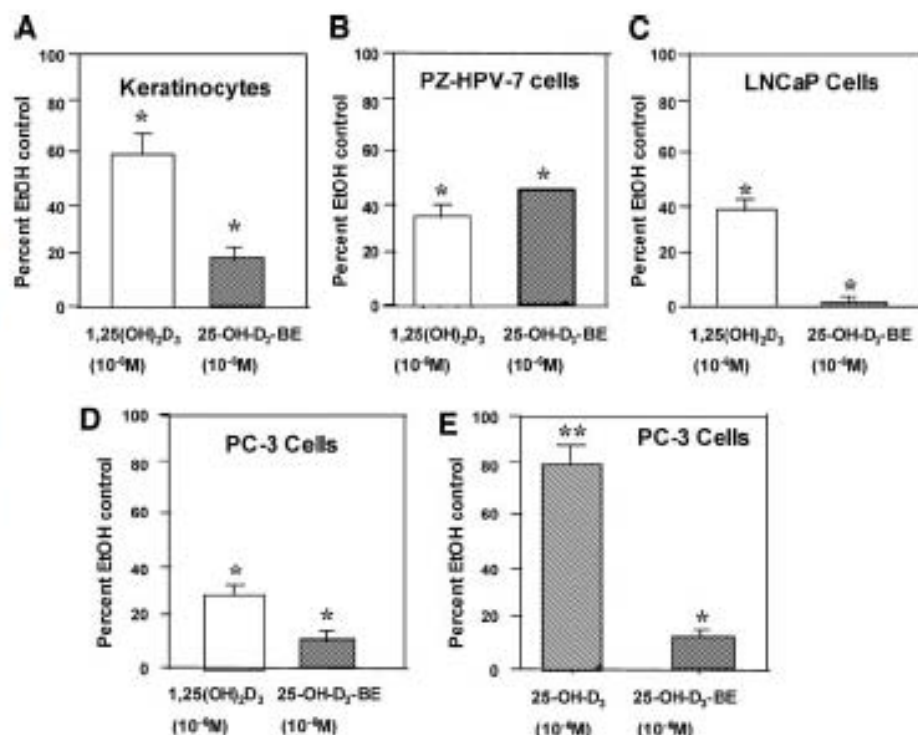 A
100
80
60
40
20
0
Percent EtOH control
Keratinocytes
*
*
1,25(OH)₂D₃
25-OH-D₃-BE
B
100
80
60
40
20
0
Percent EtOH control
PZ-HPV-7 cells
*
*
1,25(OH)₂D₃
25-OH-D₃-BE
C
100
80
60
40
20
0
Percent EtOH control
LNCaP Cells
*
*
1,25(OH)₂D₃
25-OH-D₃-BE
D
100
80
60
40
20
0
Percent EtOH control
PC-3 Cells
*
*
1,25(OH)₂D₃
25-OH-D₃-BE
E
100
80
60
40
20
0
Percent EtOH control
PC-3 Cells
**
*
25-OH-D₃
25-OH-D₃-BE